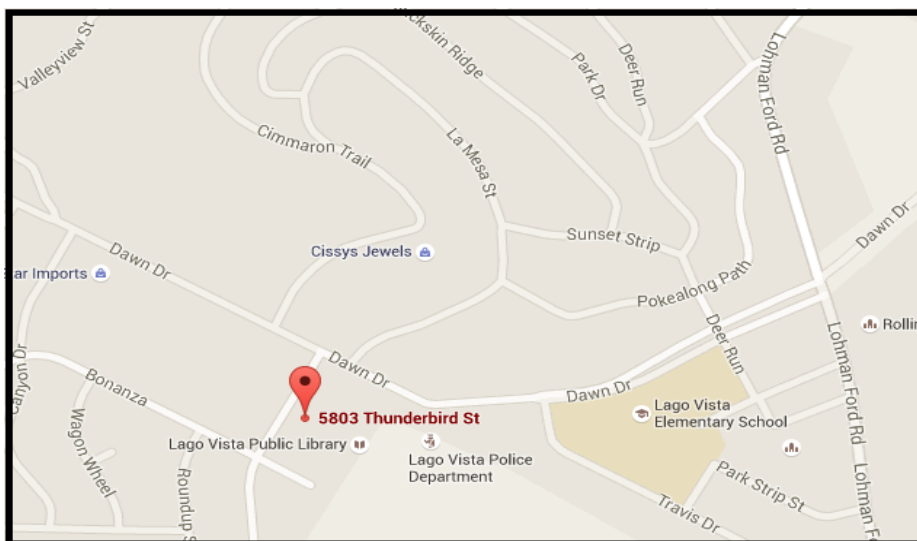 Valleyview St
Ridge
Park Dr
Deer Run
Lohman Ford Rd
Cimmaron Trail
La Mesa St
Dawn Dr
Sunset Strip
Dawn Dr
Cissys Jewels
Imports
Pokealong Path
Deer Run
Lohman Ford Rd
Canyon Dr
Bonanza
Dawn Dr
Dawn Dr
5803 Thunderbird St
Lago Vista
Elementary School
Wagon Wheel
Lago Vista Public Library
Lago Vista Police
Department
Roundup
Park Strip St
Travis Dr
Lohman